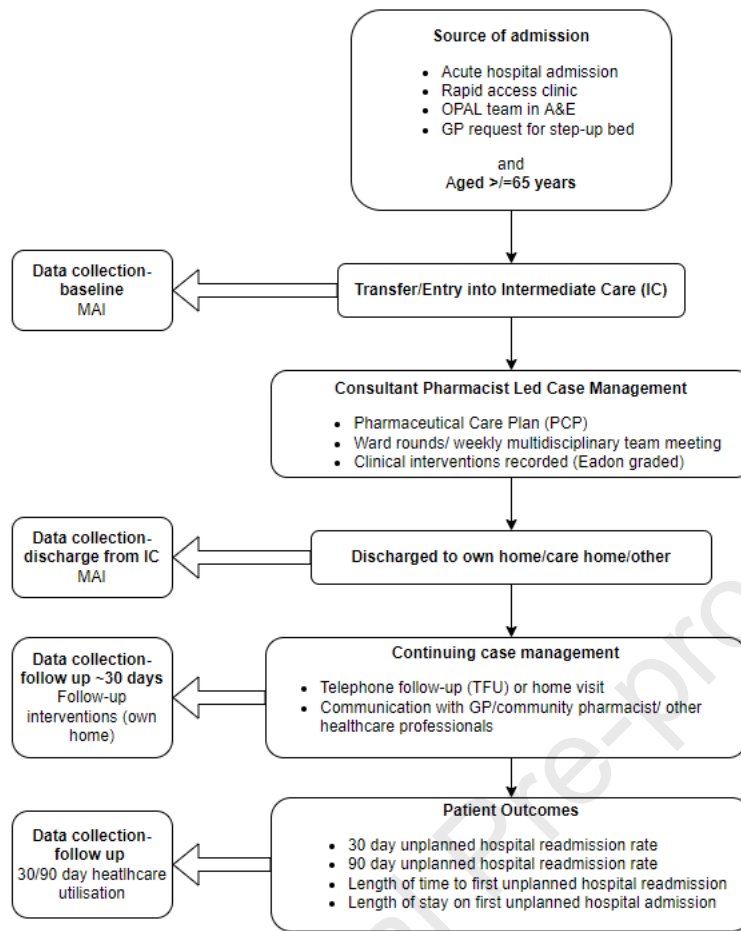 Source of admission
• Acute hospital admission
• Rapid access clinic
• OPAL team in A&E
• GP request for step-up bed
and
Aged >/=65 years
Data collection-
baseline
MAI
Transfer/Entry into Intermediate Care (IC)
Consultant Pharmacist Led Case Management
• Pharmaceutical Care Plan (PCP)
• Ward rounds/ weekly multidisciplinary team meeting
• Clinical interventions recorded (Eadon graded)
Data collection-
discharge from IC
MAI
Discharged to own home/care home/other
Data collection-
follow up ~30 days
Follow-up
interventions (own
home)
Continuing case management
• Telephone follow-up (TFU) or home visit
• Communication with GP/community pharmacist/ other
healthcare professionals
Data collection-
follow up
30/90 day heatlhcare
utilisation
Patient Outcomes
• 30 day unplanned hospital readmission rate
• 90 day unplanned hospital readmission rate
• Length of time to first unplanned hospital readmission
• Length of stay on first unplanned hospital admission
al Pre-pro